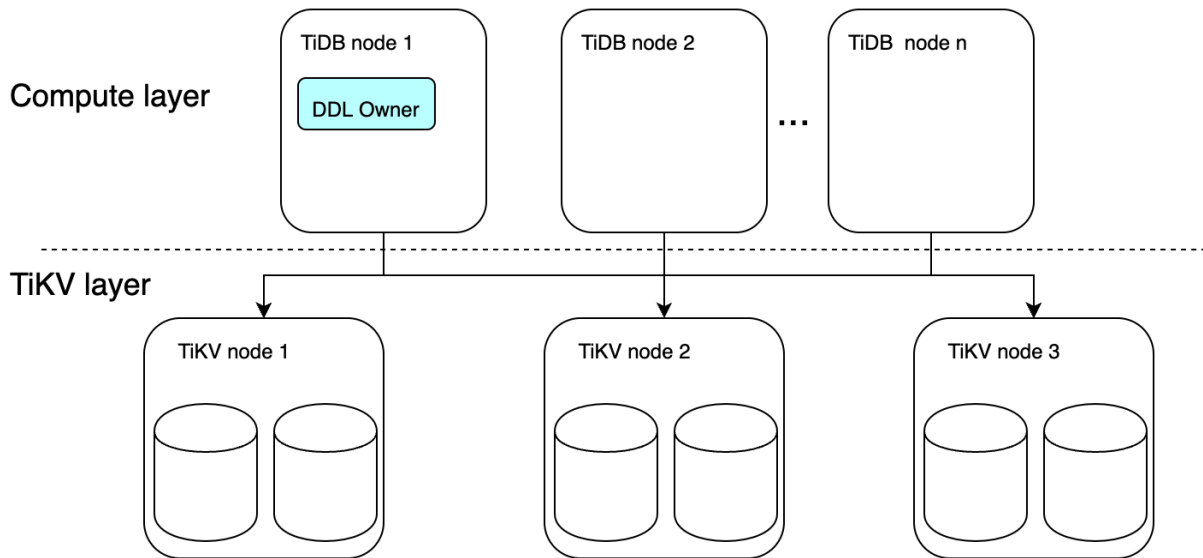 TiDB node 1
TiDB node 2
TiDB node n
Compute layer
DDL Owner
...
TiKV layer
TiKV node 1
TiKV node 2
TiKV node 3